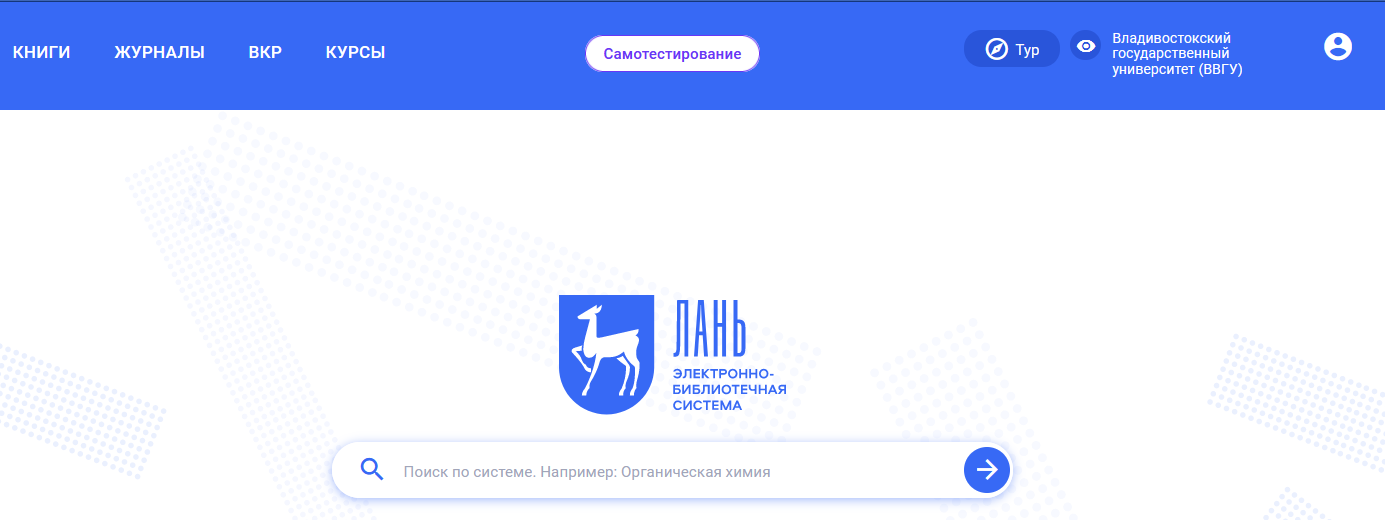 КНИГИ ЖУРНАЛЫ ВКР КУРСЫ
Самотестирование
Тур
Владивостокский
государственный
университет (ВВГУ)
ЛАНЬ
ЭЛЕКТРОННО-
БИБЛИОТЕЧНАЯ
СИСТЕМА
Поиск по системе. Например: Органическая химия